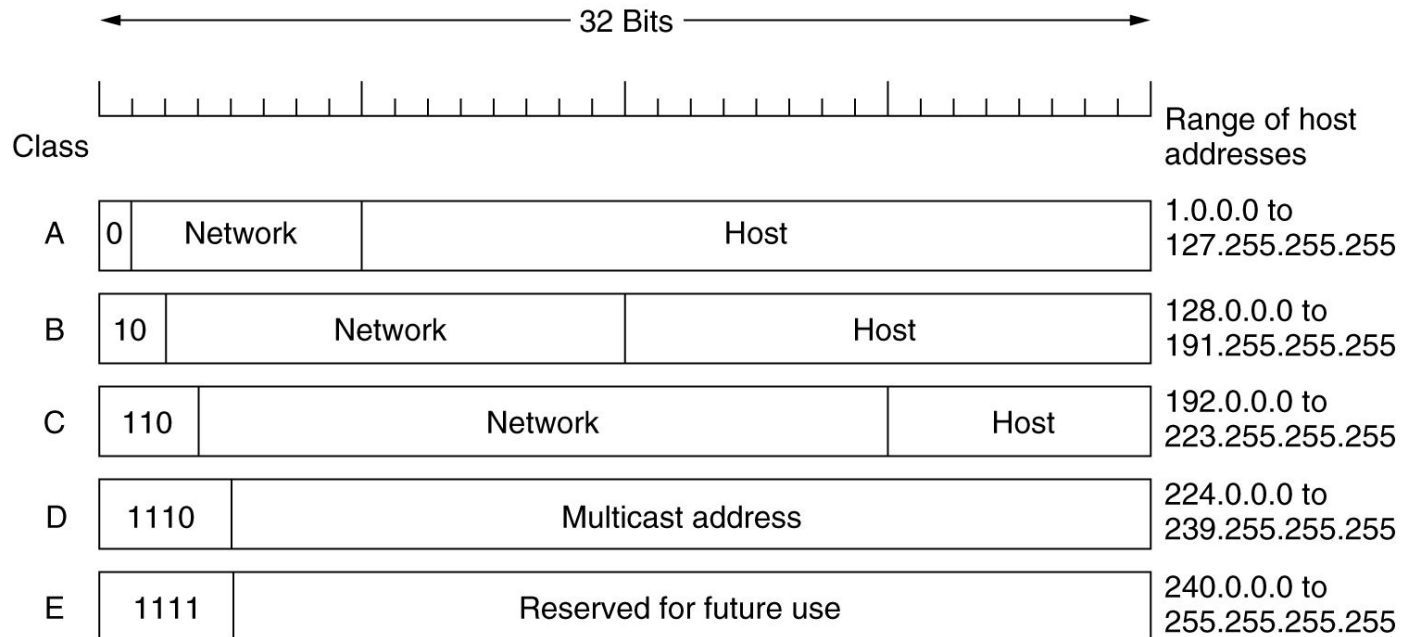 32 Bits
Range of host
addresses
Class
A 0 Network Host 1.0.0.0 to
127.255.255.255
B 10 Network Host 128.0.0.0 to
191.255.255.255
C 110 Network Host 192.0.0.0 to
223.255.255.255
D 1110 Multicast address 224.0.0.0 to
239.255.255.255
E 1111 Reserved for future use 240.0.0.0 to
255.255.255.255